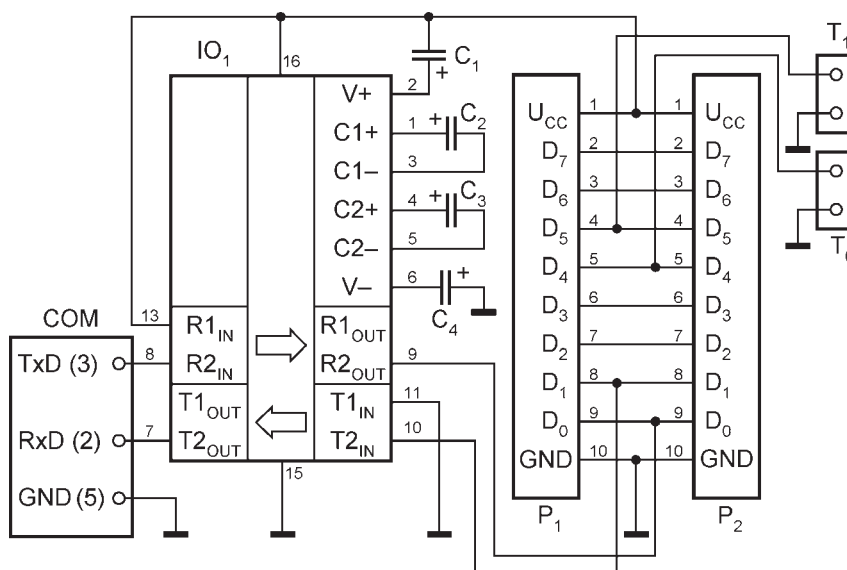 IO1
16
V+ 2
C1+ 1
C1– 3
C2+ 4
C2– 5
V– 6
+ C1
+ C2
+ C3
+ C4
13 R1IN
8 R2IN
R1OUT
R2OUT 9
T1OUT
7 T2OUT
T1IN 11
T2IN 10
15
COM
TxD (3)
RxD (2)
GND (5)
UCC 1 1 UCC
D7 2 2 D7
D6 3 3 D6
D5 4 4 D5
D4 5 5 D4
D3 6 6 D3
D2 7 7 D2
D1 8 8 D1
D0 9 9 D0
GND 10 10 GND
P1
P2
T1
T